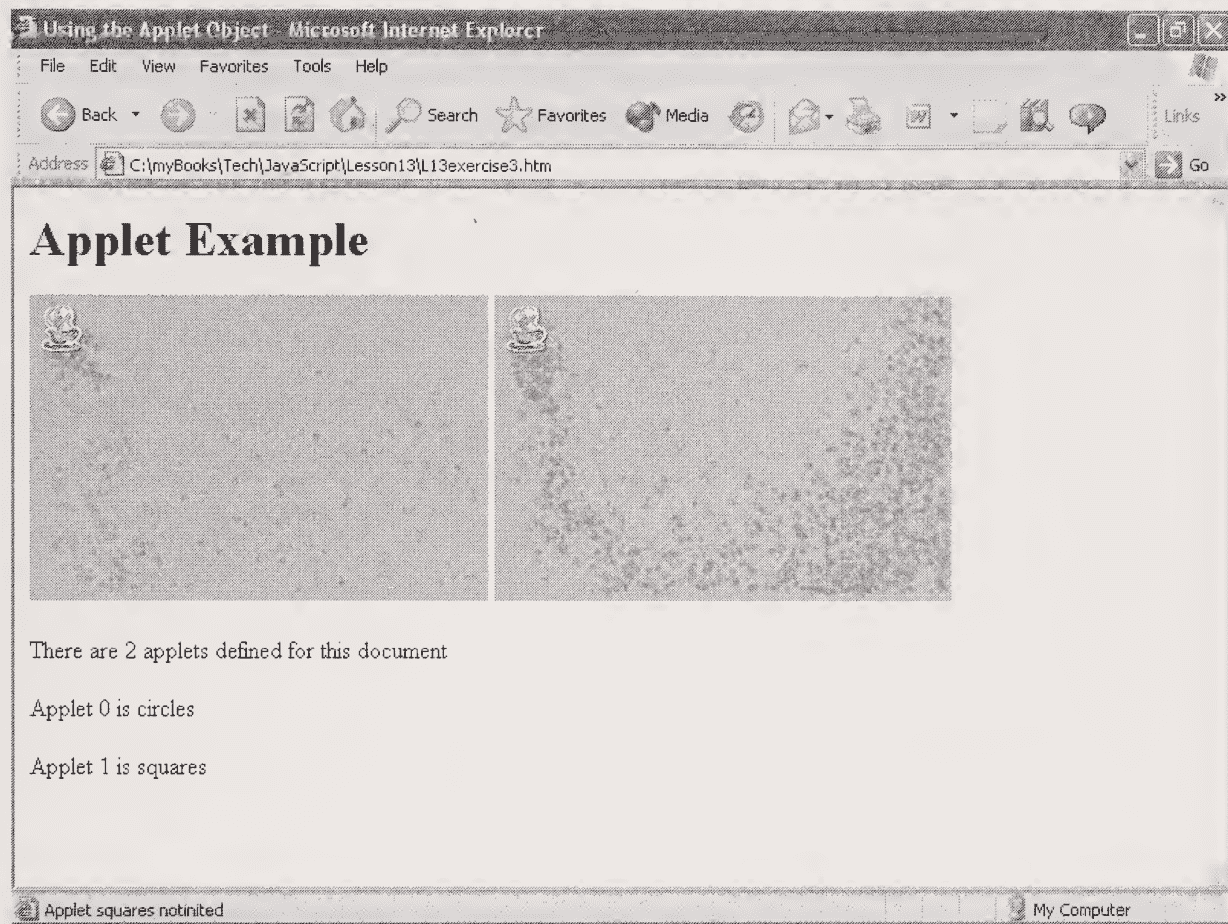 Using the Applet Object - Microsoft Internet Explorer
File Edit View Favorites Tools Help
Back Search Favorites Media Links »
Address C:\myBooks\Tech\JavaScript\Lesson13\L13exercise3.htm Go
Applet Example
There are 2 applets defined for this document
Applet 0 is circles
Applet 1 is squares
Applet squares notinited My Computer